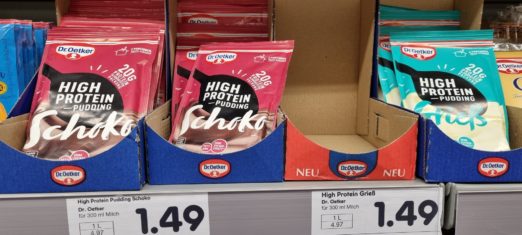 Dr.Oetker
20g
HIGH
PROTEIN
PUDDING
Schoko
Dr.Oetker
20g
HIGH
PROTEIN
PUDDING
Schoko
Dr.Oetker
20g
HIGH
PROTEIN
PUDDING
Grieß
Dr.Oetker
Dr.Oetker
NEU
Dr.Oetker
NEU
Dr.Oetker
High Protein Pudding Schoko
Dr. Oetker
für 300 ml Milch
1 L
4.97
1.49
High Protein Grieß
Dr. Oetker
für 300 ml Milch
1 L
4.97
1.49